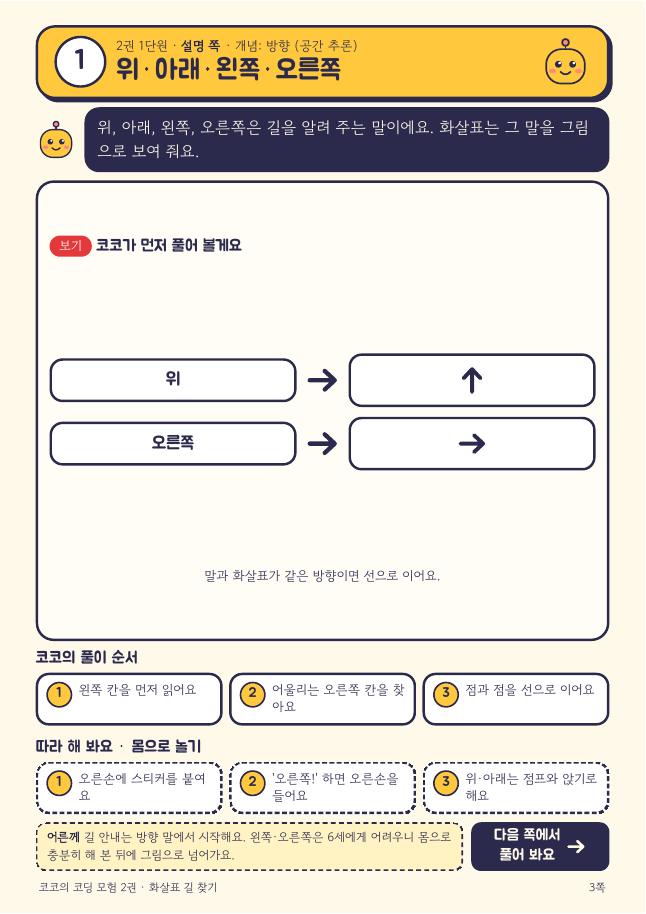 1
2권 1단원 · 설명 쪽 · 개념: 방향 (공간 추론)
위 · 아래 · 왼쪽 · 오른쪽
위, 아래, 왼쪽, 오른쪽은 길을 알려 주는 말이에요. 화살표는 그 말을 그림
으로 보여 줘요.
보기 코코가 먼저 풀어 볼게요
위 → ↑
오른쪽 → →
말과 화살표가 같은 방향이면 선으로 이어요.
코코의 풀이 순서
1 왼쪽 칸을 먼저 읽어요
2 어울리는 오른쪽 칸을 찾
아요
3 점과 점을 선으로 이어요
따라 해 봐요 · 몸으로 놀기
1 오른손에 스티커를 붙여
요
2 '오른쪽!' 하면 오른손을
들어요
3 위·아래는 점프와 앉기로
해요
어른께 길 안내는 방향 말에서 시작해요. 왼쪽·오른쪽은 6세에게 어려우니 몸으로
충분히 해 본 뒤에 그림으로 넘어가요.
다음 쪽에서
풀어 봐요 →
코코의 코딩 모험 2권 · 화살표 길 찾기
3쪽